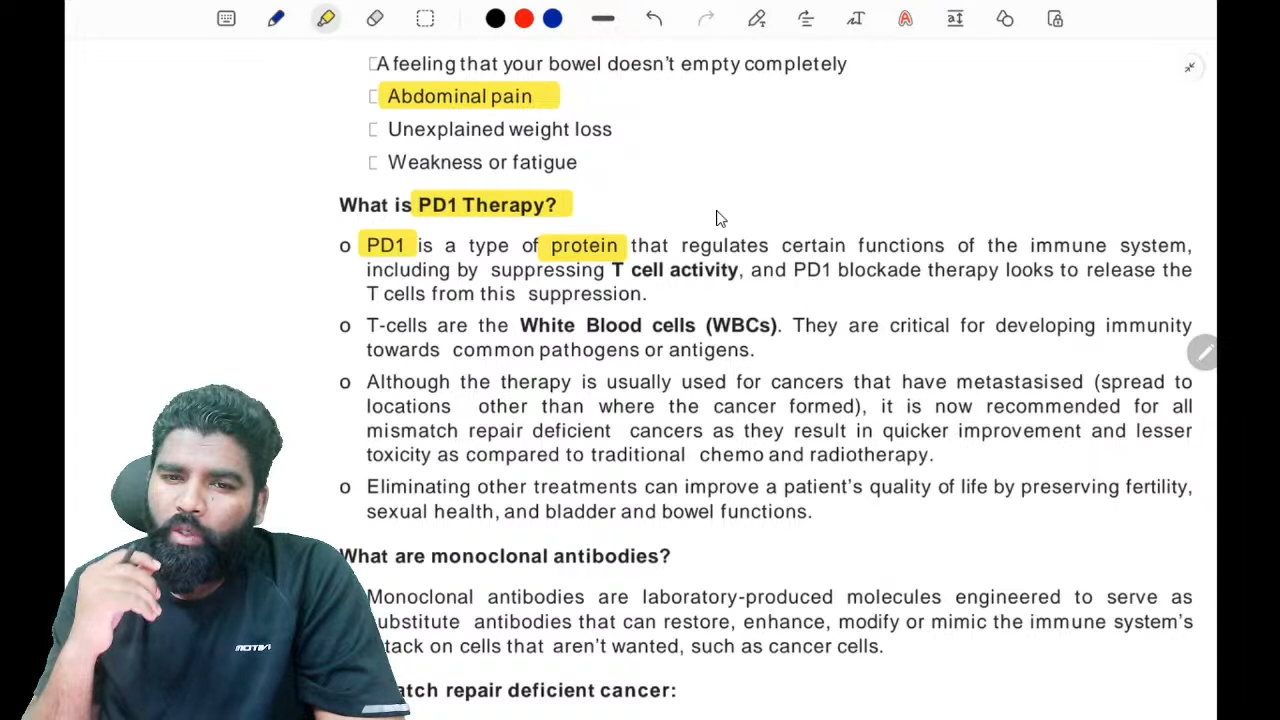 A feeling that your bowel doesn't empty completely
Abdominal pain
Unexplained weight loss
Weakness or fatigue
What is PD1 Therapy?
o PD1 is a type of protein that regulates certain functions of the immune system,
including by suppressing T cell activity, and PD1 blockade therapy looks to release the
T cells from this suppression.
o T-cells are the White Blood cells (WBCs). They are critical for developing immunity
towards common pathogens or antigens.
o Although the therapy is usually used for cancers that have metastasised (spread to
locations other than where the cancer formed), it is now recommended for all
mismatch repair deficient cancers as they result in quicker improvement and lesser
toxicity as compared to traditional chemo and radiotherapy.
o Eliminating other treatments can improve a patient's quality of life by preserving fertility,
sexual health, and bladder and bowel functions.
What are monoclonal antibodies?
Monoclonal antibodies are laboratory-produced molecules engineered to serve as
ubstitute antibodies that can restore, enhance, modify or mimic the immune system's
tack on cells that aren't wanted, such as cancer cells.
atch repair deficient cancer: